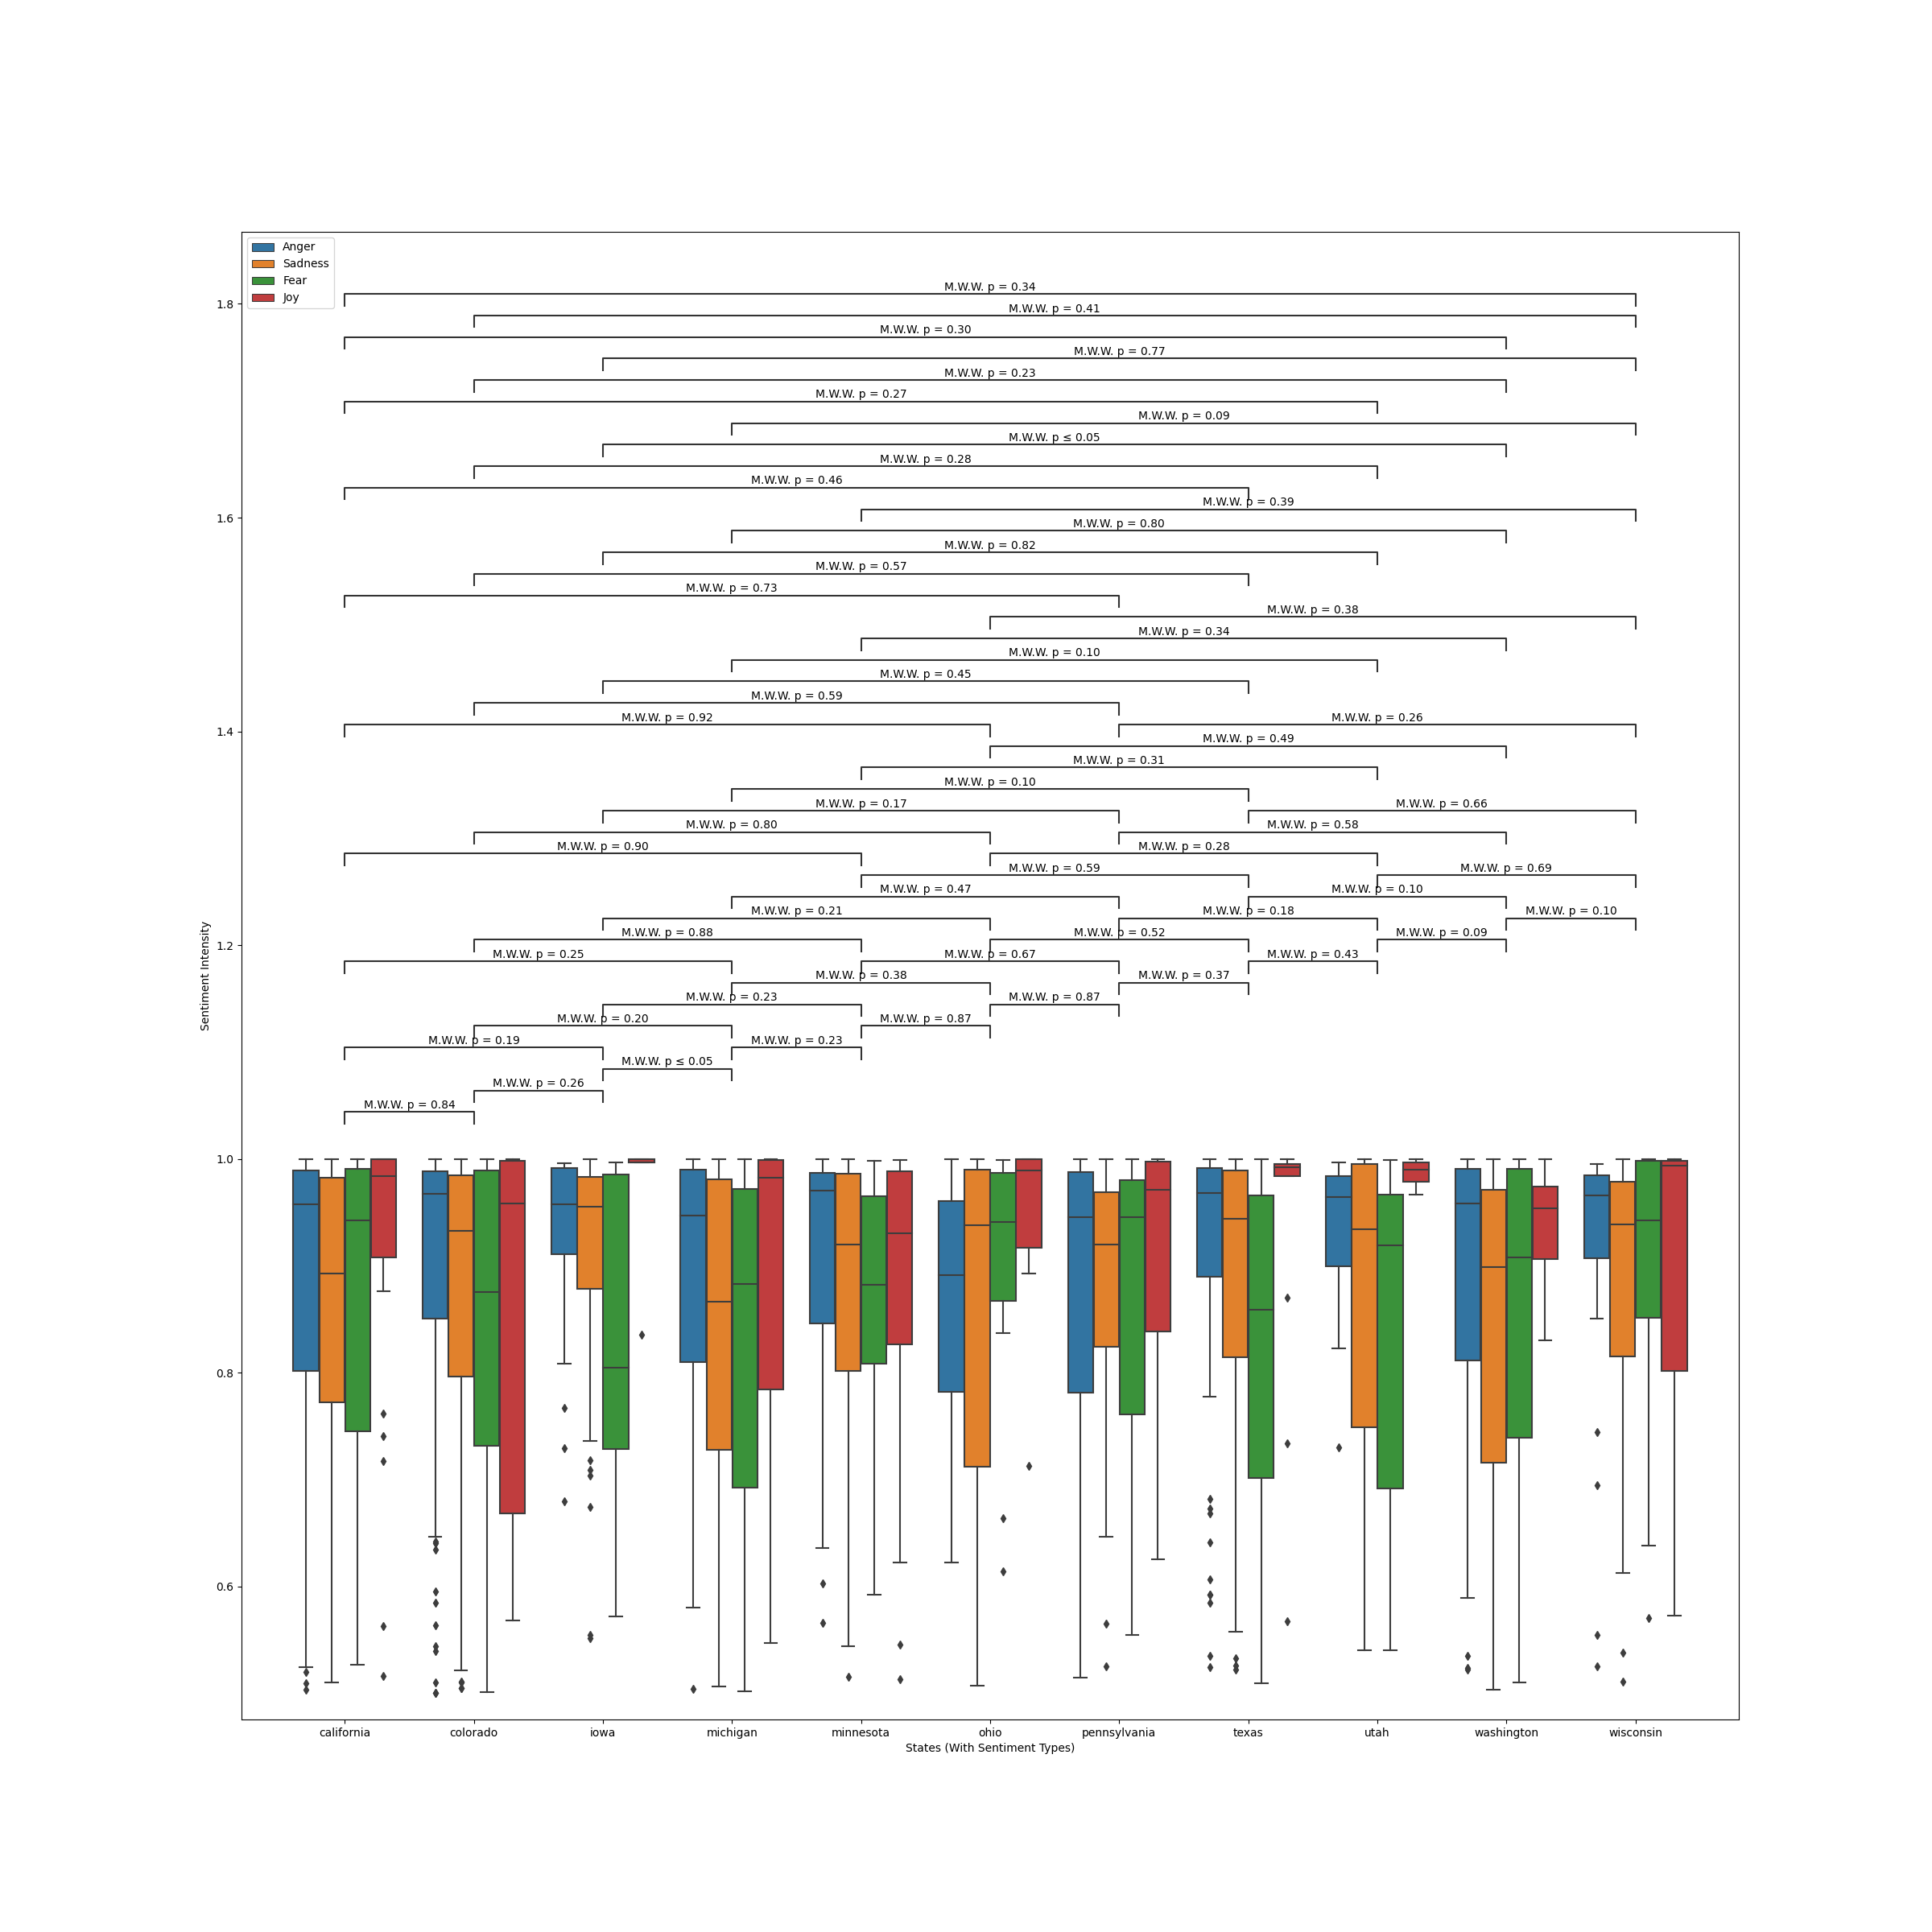 Anger
Sadness
Fear
Joy
M.W.W. p = 0.34
1.8
M.W.W. p = 0.41
M.W.W. p = 0.30
M.W.W. p = 0.77
M.W.W. p = 0.23
M.W.W. p = 0.27
M.W.W. p = 0.09
M.W.W. p ≤ 0.05
M.W.W. p = 0.28
M.W.W. p = 0.46
M.W.W. p = 0.39
1.6
M.W.W. p = 0.80
M.W.W. p = 0.82
M.W.W. p = 0.57
M.W.W. p = 0.73
M.W.W. p = 0.38
M.W.W. p = 0.34
M.W.W. p = 0.10
M.W.W. p = 0.45
M.W.W. p = 0.59
M.W.W. p = 0.92
M.W.W. p = 0.26
1.4
M.W.W. p = 0.49
M.W.W. p = 0.31
M.W.W. p = 0.10
M.W.W. p = 0.17
M.W.W. p = 0.66
M.W.W. p = 0.80
M.W.W. p = 0.58
M.W.W. p = 0.90
M.W.W. p = 0.28
M.W.W. p = 0.59
M.W.W. p = 0.69
M.W.W. p = 0.47
M.W.W. p = 0.10
M.W.W. p = 0.21
M.W.W. p = 0.18
M.W.W. p = 0.10
M.W.W. p = 0.88
M.W.W. p = 0.52
M.W.W. p = 0.09
1.2
M.W.W. p = 0.25
M.W.W. p = 0.67
M.W.W. p = 0.43
M.W.W. p = 0.38
M.W.W. p = 0.37
M.W.W. p = 0.23
M.W.W. p = 0.87
M.W.W. p = 0.20
M.W.W. p = 0.87
M.W.W. p = 0.19
M.W.W. p = 0.23
M.W.W. p ≤ 0.05
M.W.W. p = 0.26
M.W.W. p = 0.84
1.0
0.8
0.6
Sentiment Intensity
california colorado iowa michigan minnesota ohio pennsylvania texas utah washington wisconsin
States (With Sentiment Types)